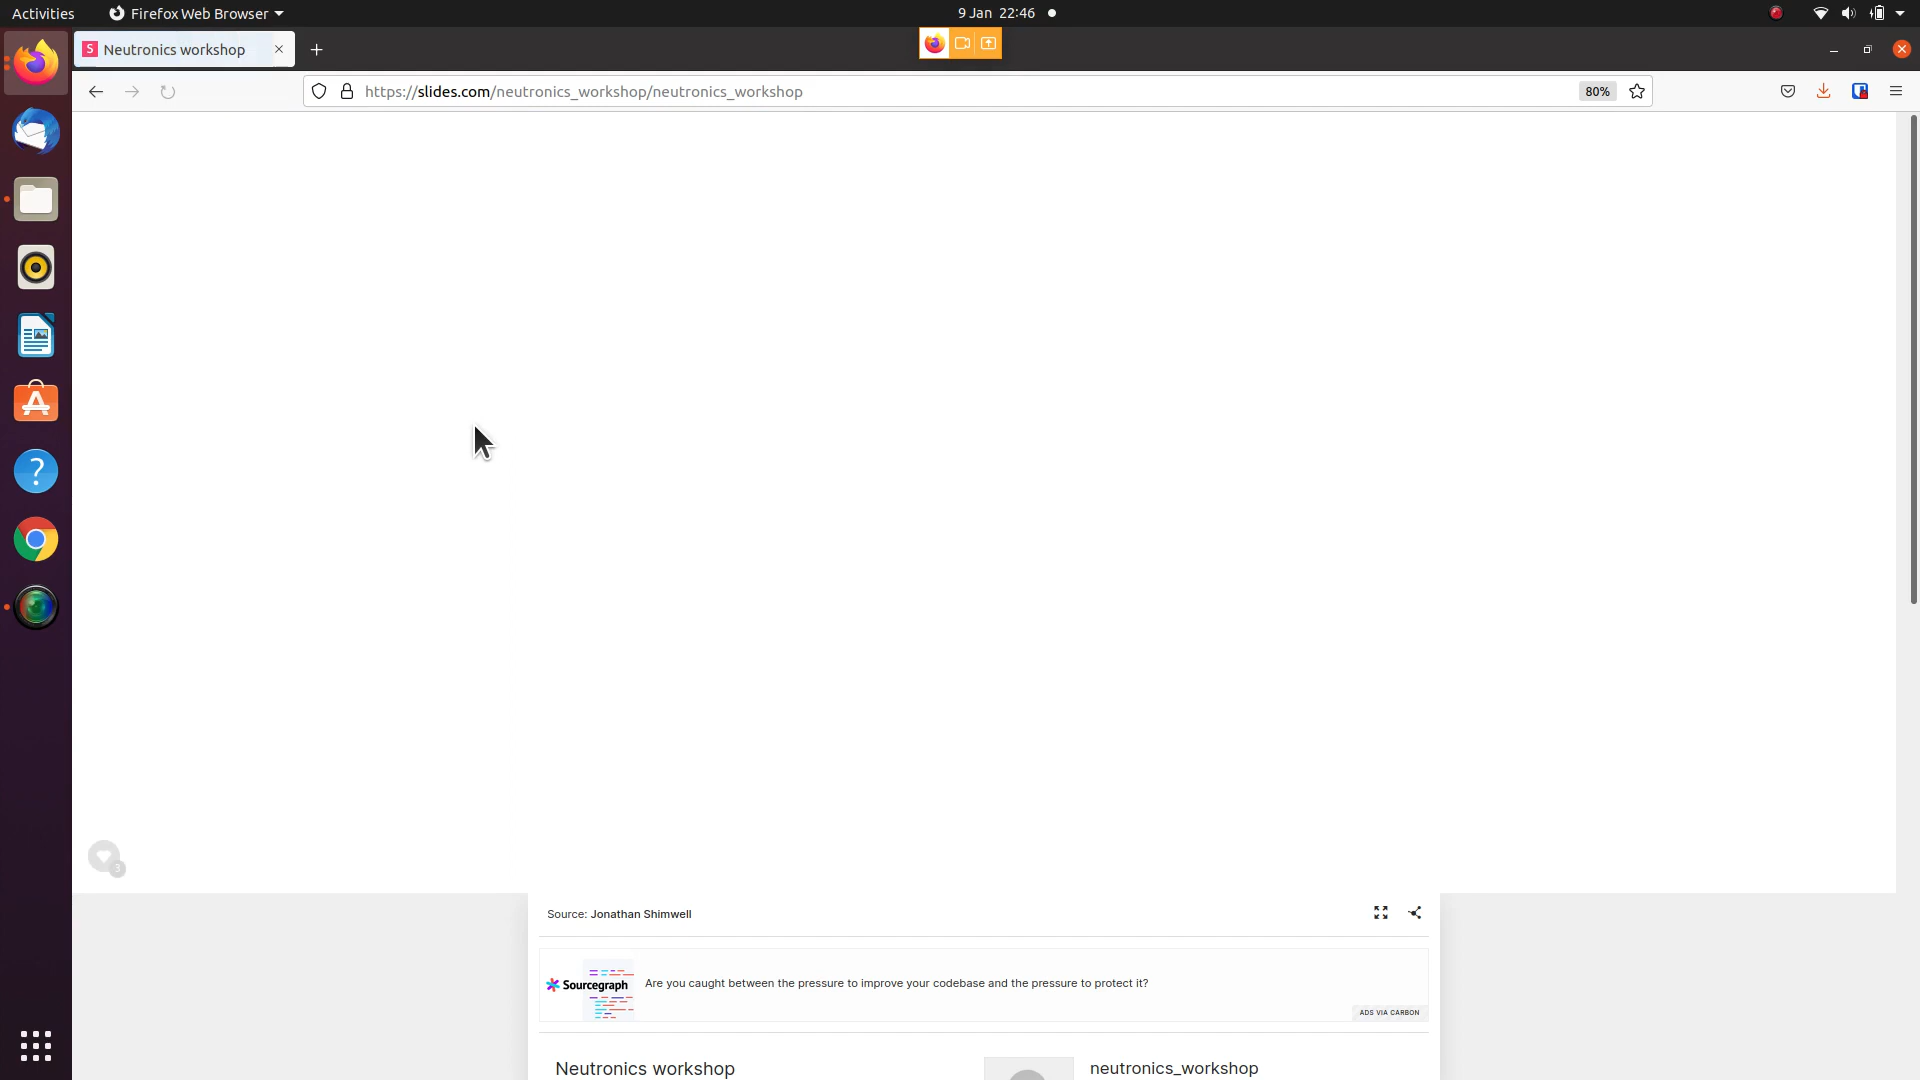 Activities
Firefox Web Browser
9 Jan 22:46
S Neutronics workshop
https://slides.com/neutronics_workshop/neutronics_workshop
80%
3
Source: Jonathan Shimwell
Sourcegraph
Are you caught between the pressure to improve your codebase and the pressure to protect it?
ADS VIA CARBON
Neutronics workshop
neutronics_workshop